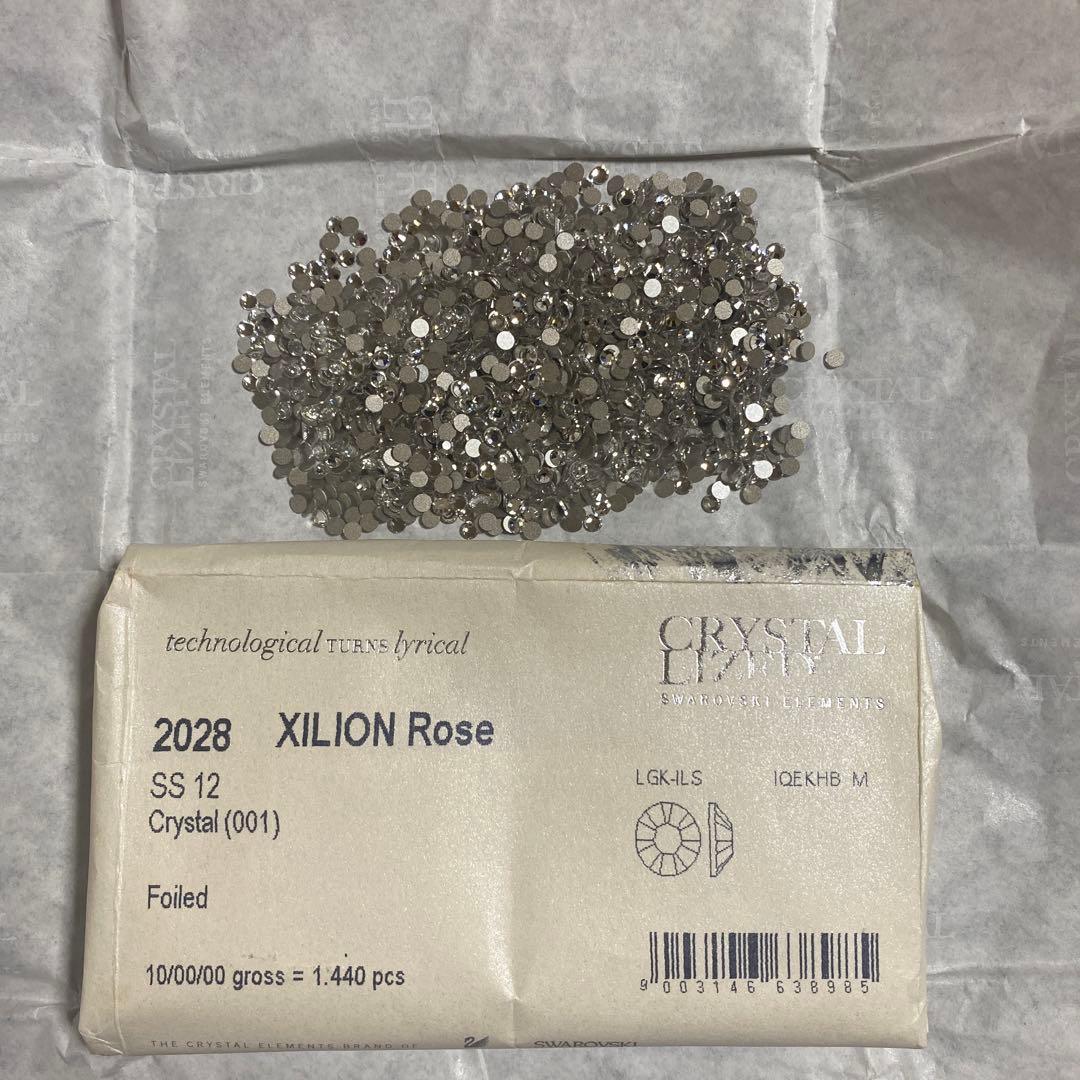 technological TURNS lyrical
CRYSTALLIZED
SWAROVSKI ELEMENTS
2028 XILION Rose
SS 12
Crystal (001)
LGK-ILS IQEKHB M
Foiled
10/00/00 gross = 1.440 pcs
9 003146 638985
THE CRYSTAL ELEMENTS BRAND OF SWAROVSKI